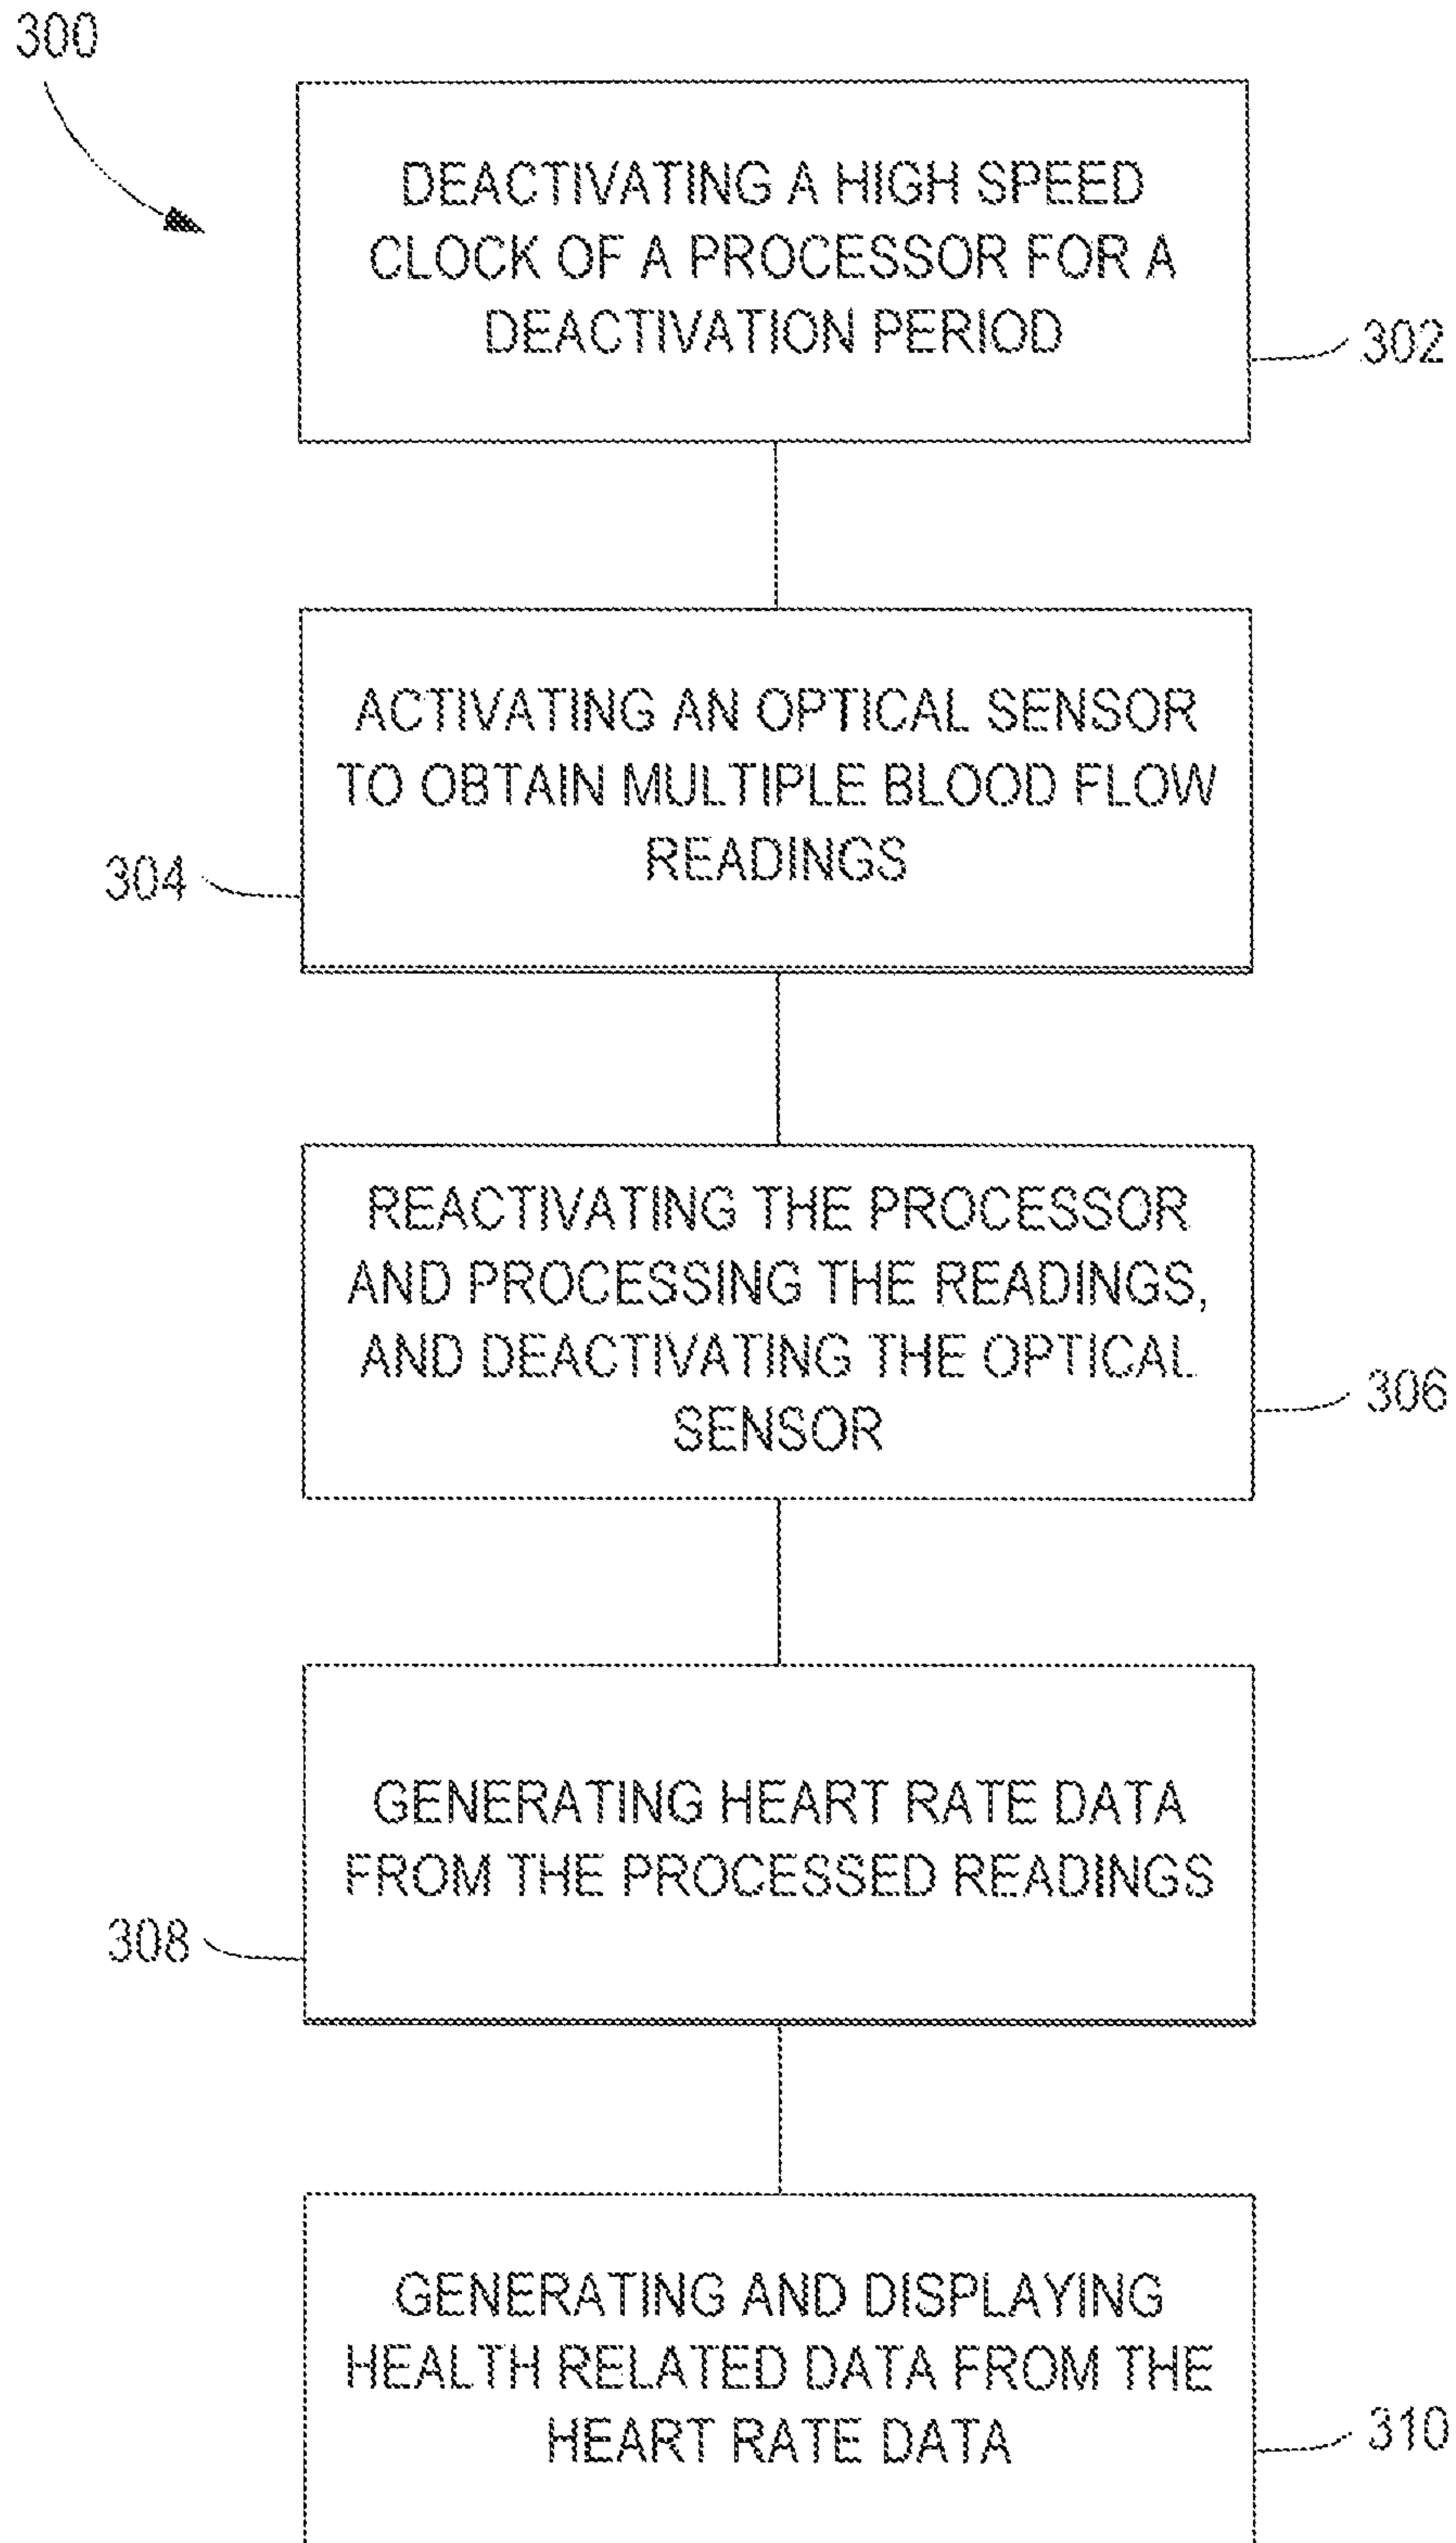 300
DEACTIVATING A HIGH SPEED
CLOCK OF A PROCESSOR FOR A
DEACTIVATION PERIOD
302
ACTIVATING AN OPTICAL SENSOR
TO OBTAIN MULTIPLE BLOOD FLOW
READINGS
304
REACTIVATING THE PROCESSOR
AND PROCESSING THE READINGS,
AND DEACTIVATING THE OPTICAL
SENSOR
306
GENERATING HEART RATE DATA
FROM THE PROCESSED READINGS
308
GENERATING AND DISPLAYING
HEALTH RELATED DATA FROM THE
HEART RATE DATA
310